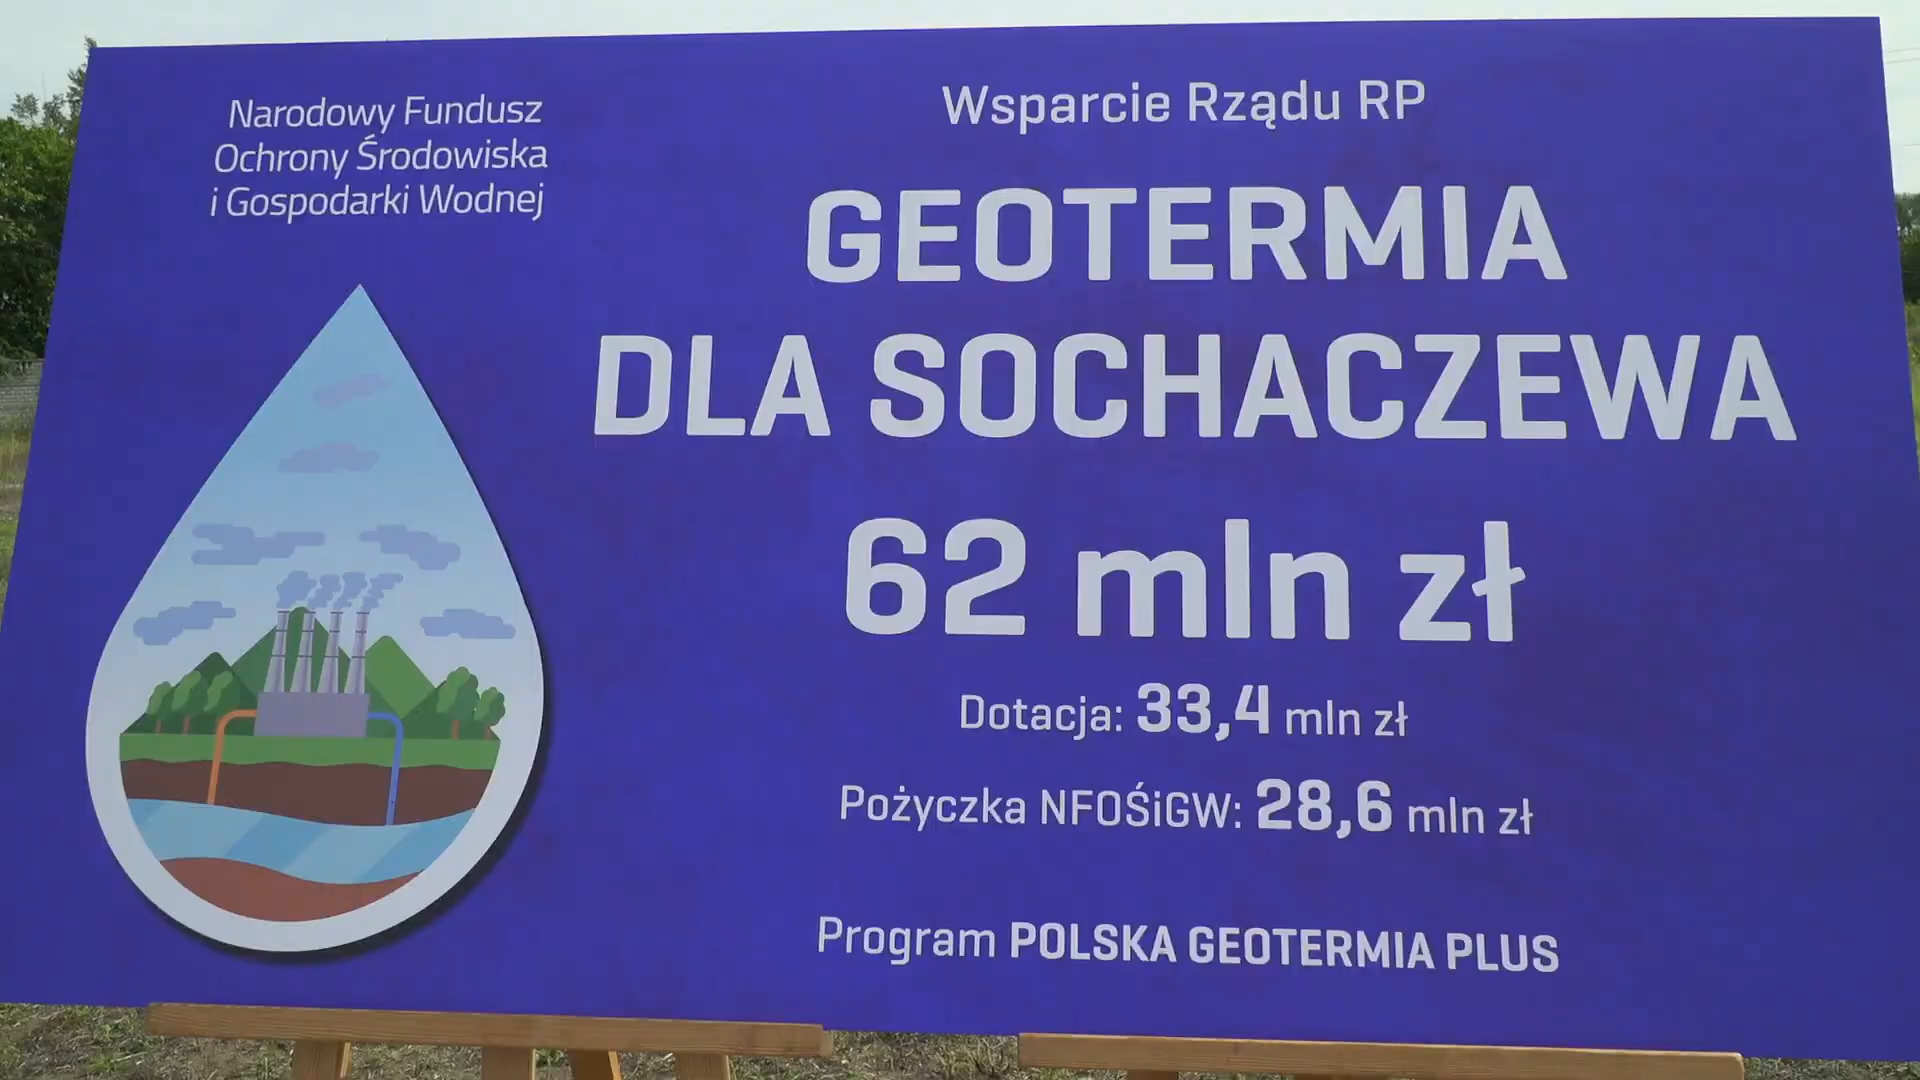 Narodowy Fundusz
Ochrony Środowiska
i Gospodarki Wodnej
Wsparcie Rządu RP
GEOTERMIA
DLA SOCHACZEWA
62 mln zł
Dotacja: 33,4 mln zł
Pożyczka NFOŚiGW: 28,6 mln zł
Program POLSKA GEOTERMIA PLUS